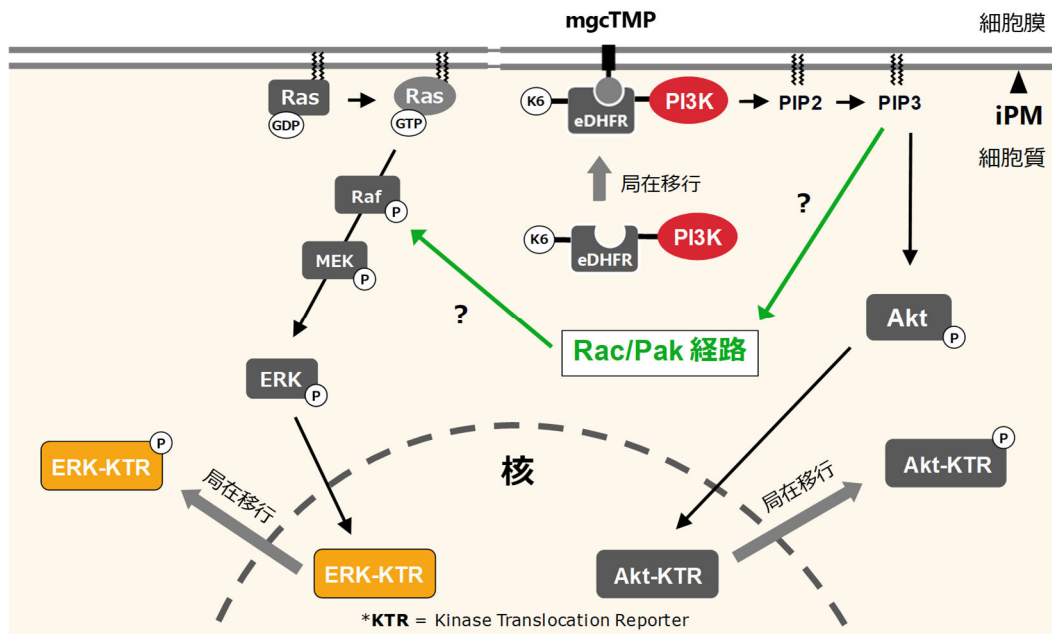 mgcTMP
細胞膜
Ras
GDP
Ras
GTP
K6
eDHFR
PI3K
PIP2
PIP3
iPM
細胞質
局在移行
?
Raf
P
K6
eDHFR
PI3K
MEK
P
?
Rac/Pak 経路
Akt
P
ERK
P
ERK-KTR
P
局在移行
核
局在移行
Akt-KTR
P
ERK-KTR
Akt-KTR
*KTR = Kinase Translocation Reporter